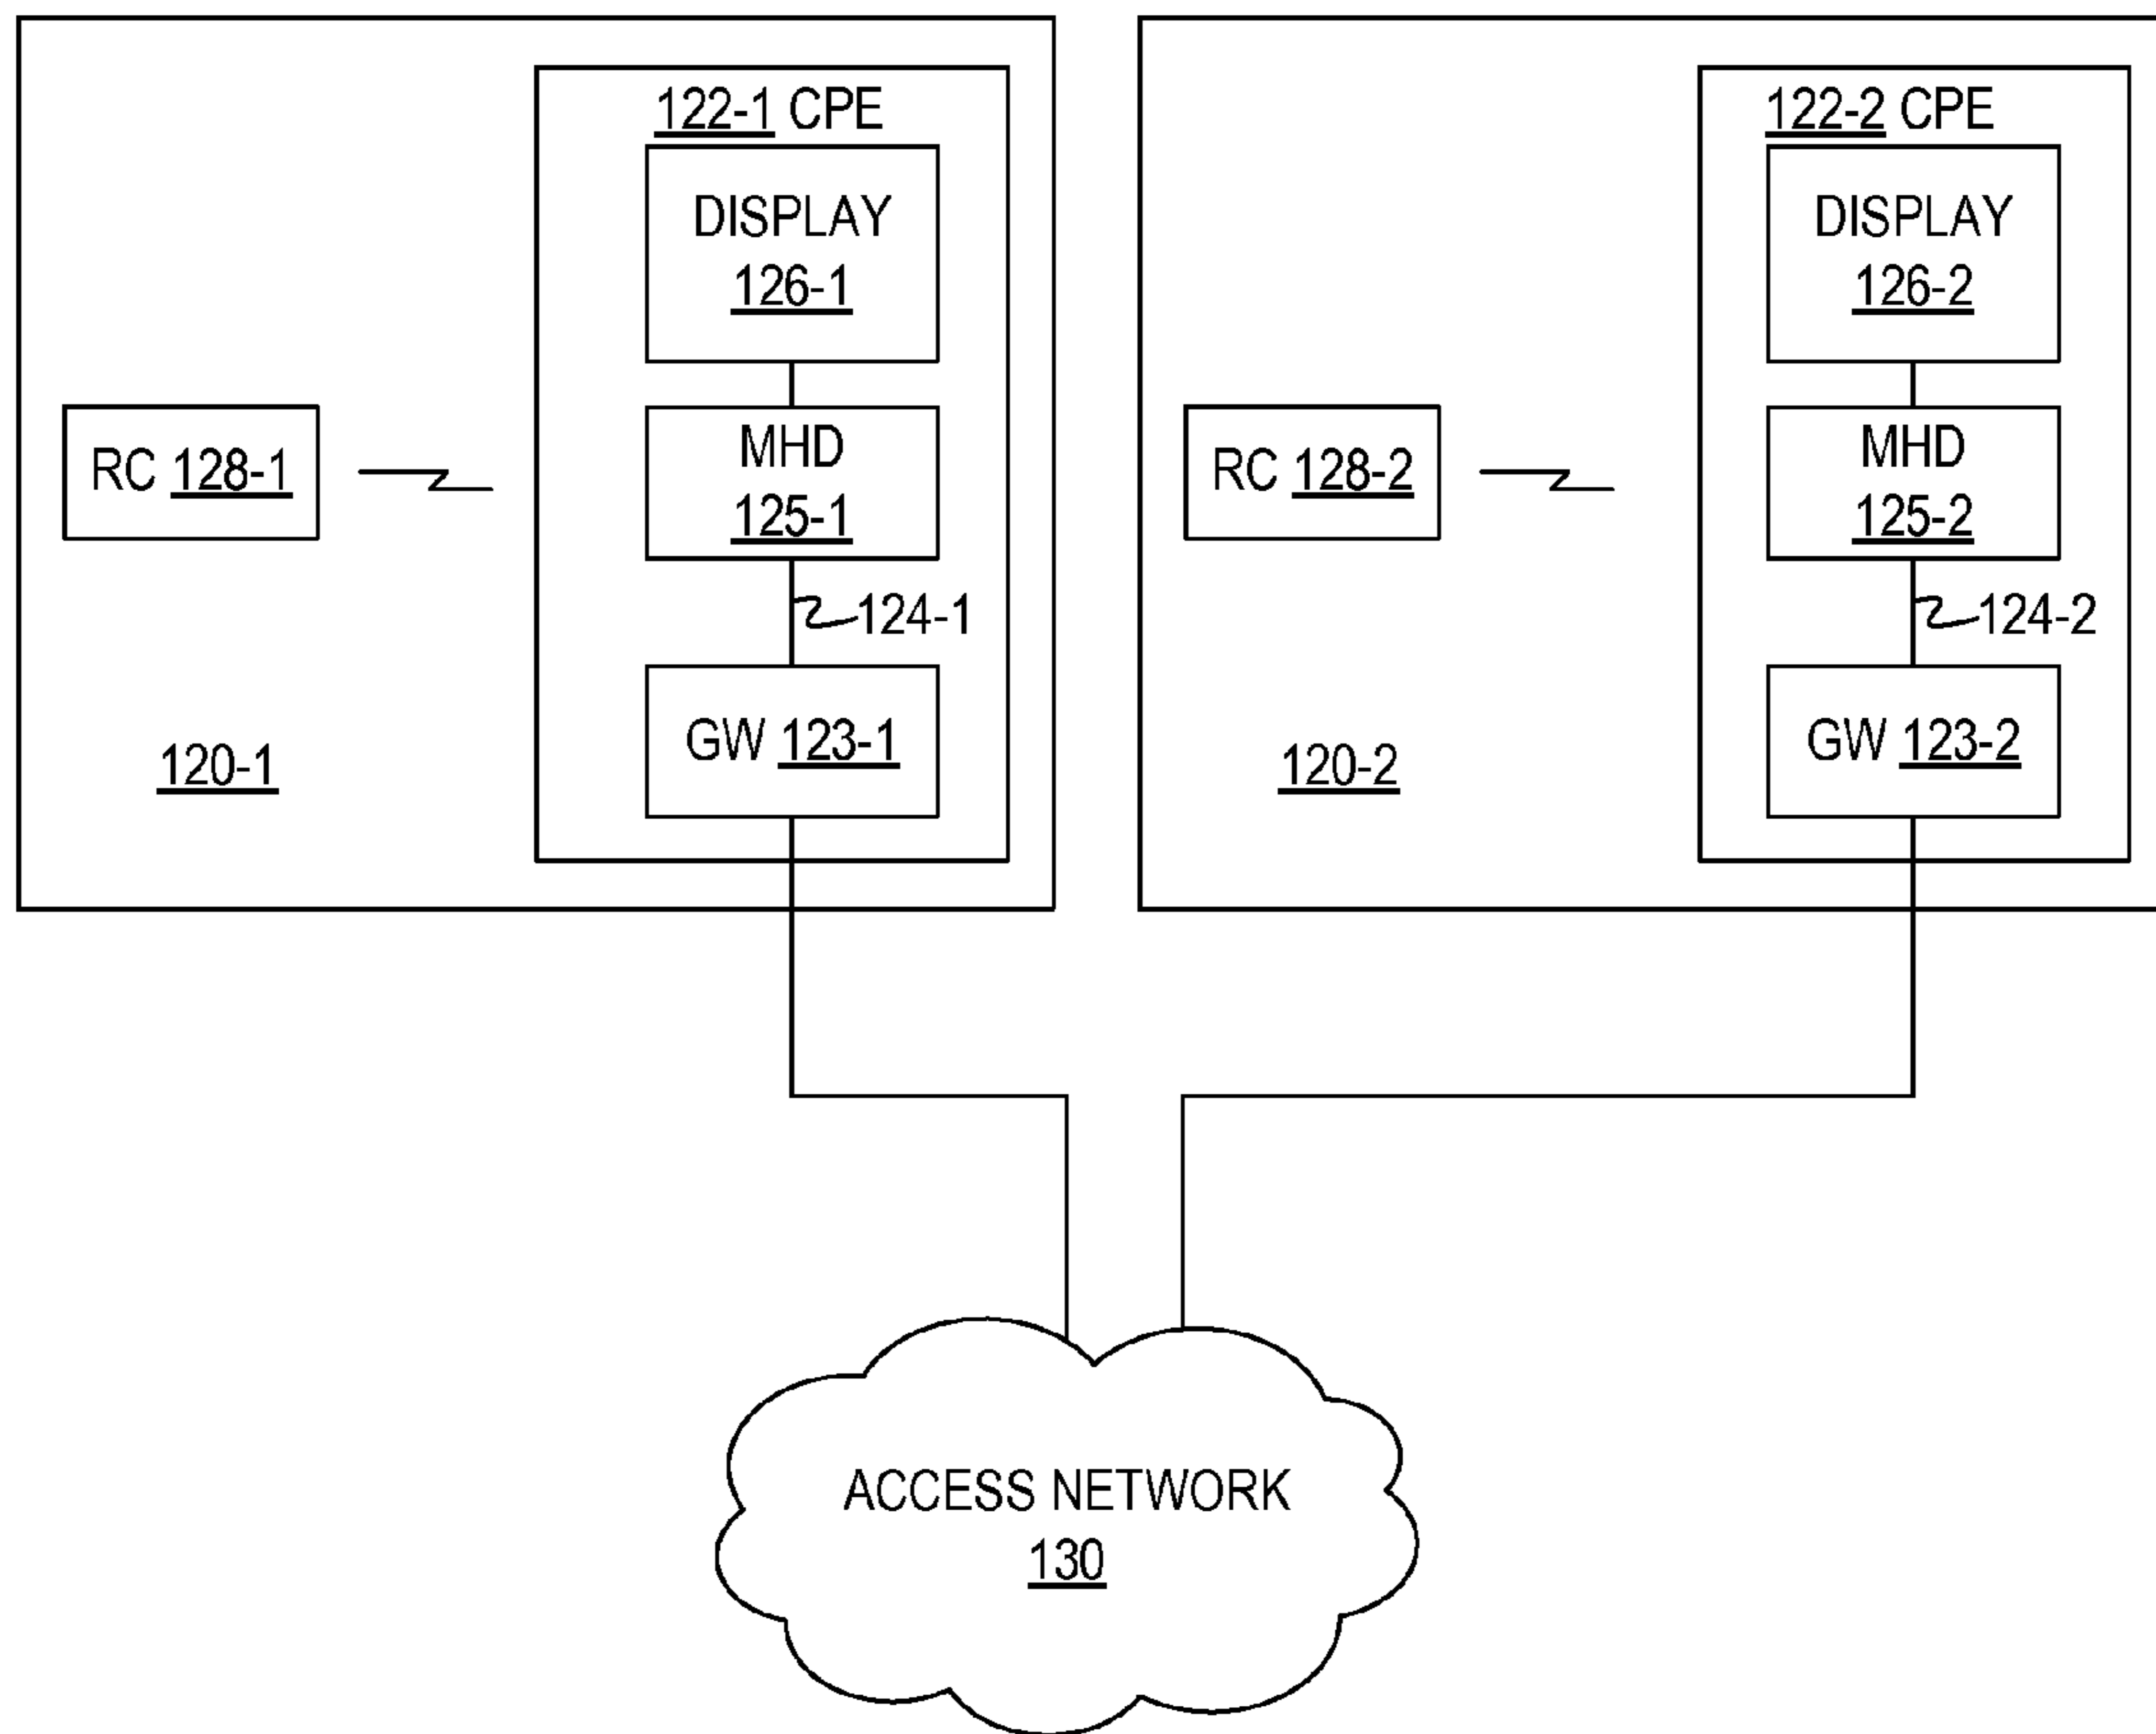 122-1 CPE
DISPLAY
126-1
RC 128-1
MHD
125-1
124-1
GW 123-1
120-1
122-2 CPE
DISPLAY
126-2
RC 128-2
MHD
125-2
124-2
GW 123-2
120-2
ACCESS NETWORK
130